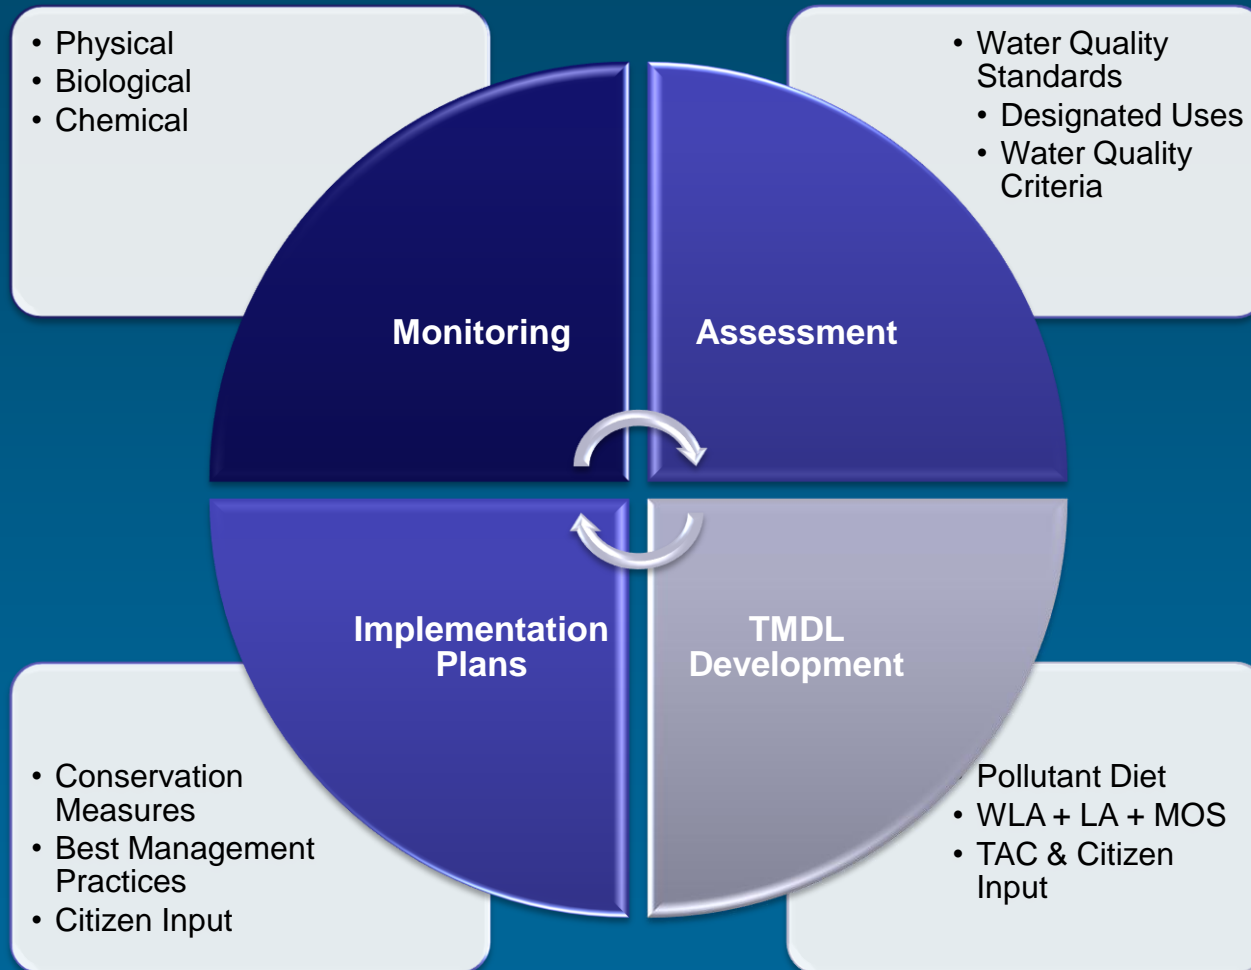 • Physical
• Biological
• Chemical
• Water Quality
Standards
• Designated Uses
• Water Quality
Criteria
Monitoring
Assessment
Implementation
Plans
TMDL
Development
• Conservation
Measures
• Best Management
Practices
• Citizen Input
• Pollutant Diet
• WLA + LA + MOS
• TAC & Citizen
Input